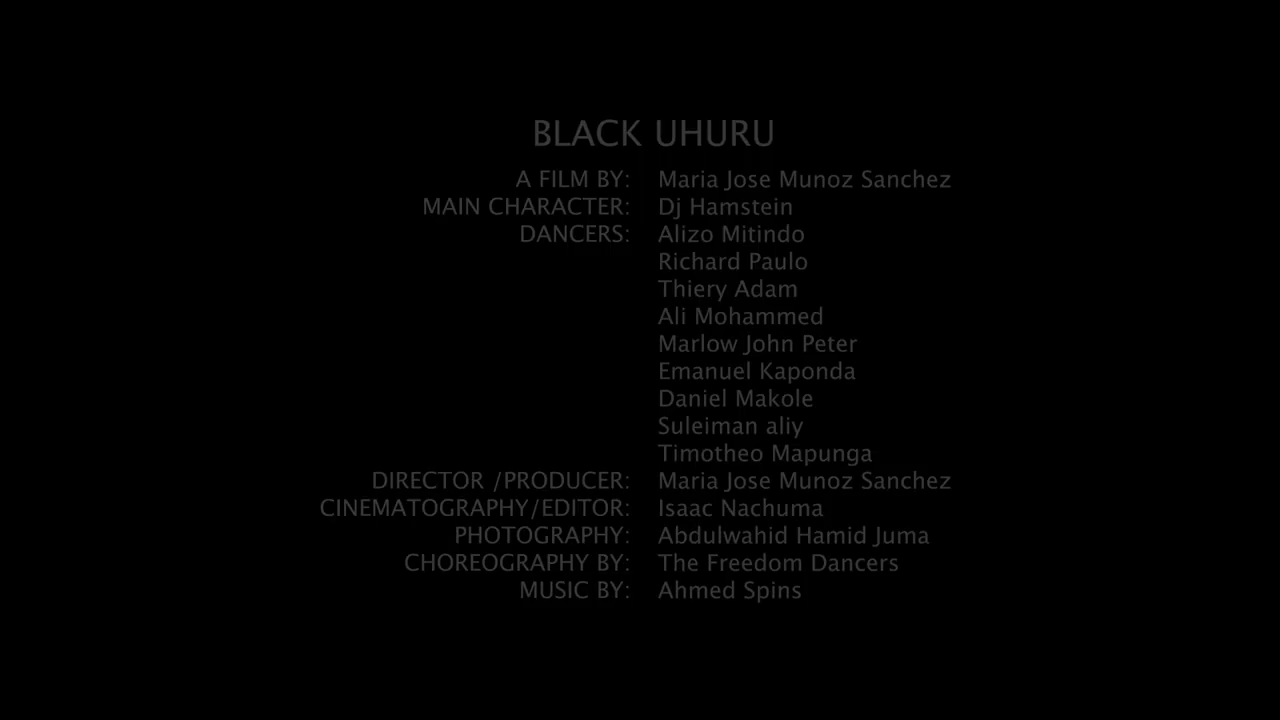 BLACK UHURU
A FILM BY: Maria Jose Munoz Sanchez
MAIN CHARACTER: Dj Hamstein
DANCERS: Alizo Mitindo
Richard Paulo
Thiery Adam
Ali Mohammed
Marlow John Peter
Emanuel Kaponda
Daniel Makole
Suleiman aliy
Timotheo Mapunga
DIRECTOR /PRODUCER: Maria Jose Munoz Sanchez
CINEMATOGRAPHY/EDITOR: Isaac Nachuma
PHOTOGRAPHY: Abdulwahid Hamid Juma
CHOREOGRAPHY BY: The Freedom Dancers
MUSIC BY: Ahmed Spins